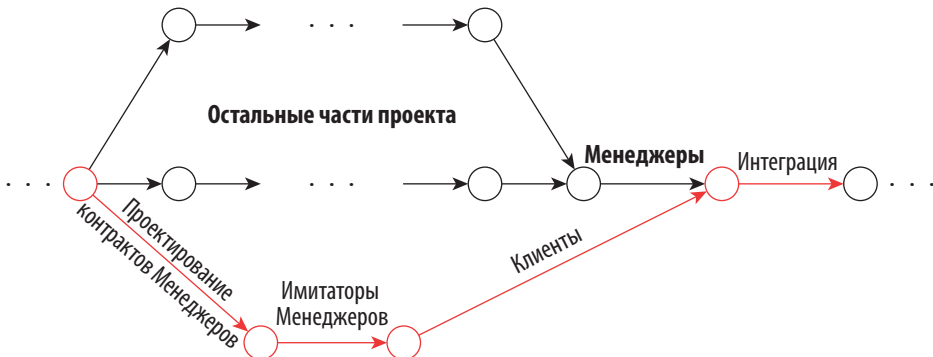 . . .
Остальные части проекта
Менеджеры
Интеграция
. . .
. . .
. . .
Проектирование
контрактов Менеджеров
Имитаторы
Менеджеров
Клиенты